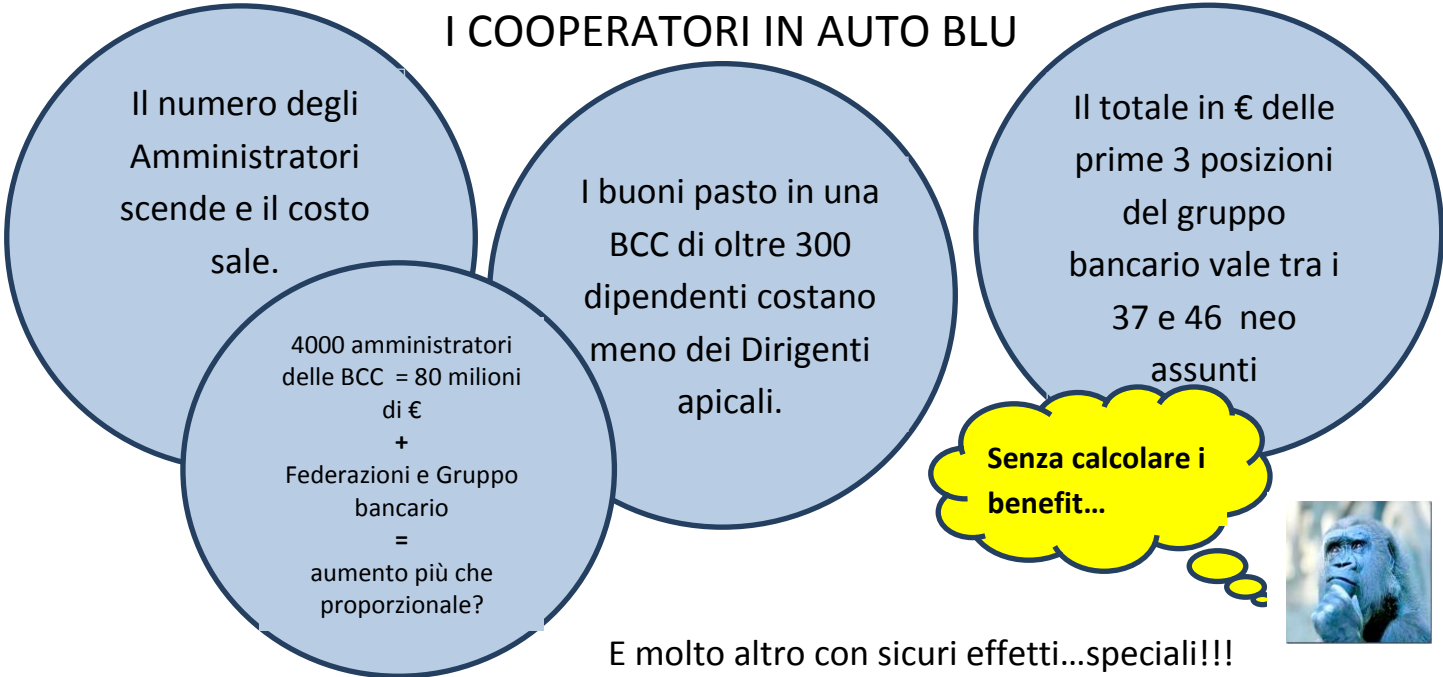 I COOPERATORI IN AUTO BLU
Il numero degli
Amministratori
scende e il costo
sale.
4000 amministratori
delle BCC = 80 milioni
di €
+
Federazioni e Gruppo
bancario
=
aumento più che
proporzionale?
I buoni pasto in una
BCC di oltre 300
dipendenti costano
meno dei Dirigenti
apicali.
Il totale in € delle
prime 3 posizioni
del gruppo
bancario vale tra i
37 e 46 neo
assunti
Senza calcolare i
benefit…
E molto altro con sicuri effetti…speciali!!!